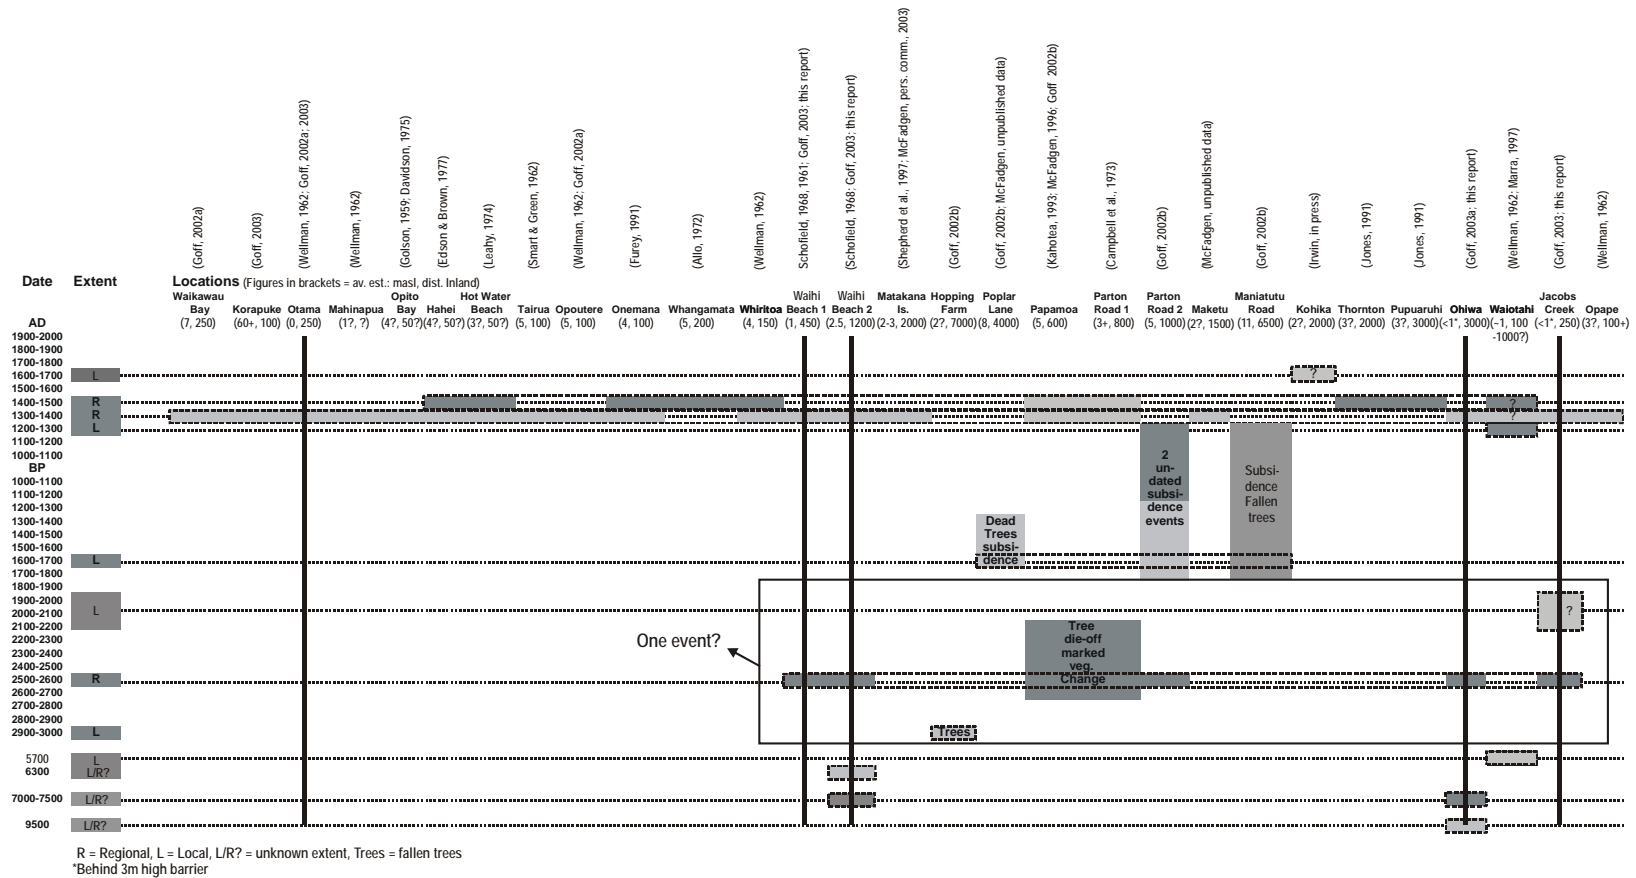 (Goff, 2002a)
(Goff, 2003)
(Wellman, 1962; Goff, 2002a; 2003)
(Wellman, 1962)
(Golson, 1959; Davidson, 1975)
(Edson & Brown, 1977)
(Leahy, 1974)
(Smart & Green, 1962)
(Wellman, 1962; Goff, 2002a)
(Furey, 1991)
(Allo, 1972)
(Wellman, 1962)
Schofield, 1968, 1961; Goff, 2003; this report)
(Schofield, 1968; Goff, 2003; this report)
(Shepherd et al., 1997; McFadgen, pers. comm., 2003)
(Goff, 2002b)
(Goff, 2002b; McFadgen, unpublished data)
(Kahotea, 1993; McFadgen, 1996; Goff 2002b)
(Campbell et al., 1973)
(Goff, 2002b)
(McFadgen, unpublished data)
(Goff, 2002b)
(Irwin, in press)
(Jones, 1991)
(Jones, 1991)
(Goff, 2003a; this report)
(Wellman, 1962; Marra, 1997)
(Goff, 2003; this report)
(Wellman, 1962)
Date Extent Locations (Figures in brackets = av. est.: masl, dist. Inland)
Waikawau Bay (7, 250)
Korapuke (60+, 100)
Otama (0, 250)
Mahinapua (1?, ?)
Opito Bay (4?, 50?)
Hahei (4?, 50?)
Hot Water Beach (3?, 50?)
Tairua (5, 100)
Opoutere (5, 100)
Onemana (4, 100)
Whangamata (5, 200)
Whiritoa (4, 150)
Waihi Beach 1 (1, 450)
Waihi Beach 2 (2.5, 1200)
Matakana Is. (2-3, 2000)
Hopping Farm (2?, 7000)
Poplar Lane (8, 4000)
Papamoa (5, 600)
Parton Road 1 (3+, 800)
Parton Road 2 (5, 1000)
Maketu (2?, 1500)
Maniatutu Road (11, 6500)
Kohika (2?, 2000)
Thornton (3?, 2000)
Pupuaruhi (3?, 3000)
Ohiwa (<1*, 3000)
Waiotahi (~1, 100 -1000?)
Jacobs Creek (<1*, 250)
Opape (3?, 100+)
AD
1900-2000
1800-1900
1700-1800
1600-1700 L ?
1500-1600
1400-1500 R ?
1300-1400 R ?
1200-1300 L
1100-1200
1000-1100
BP
1000-1100
1100-1200
1200-1300
1300-1400
1400-1500
1500-1600
1600-1700 L
1700-1800
1800-1900
1900-2000
2000-2100 L ?
2100-2200
2200-2300
2300-2400
2400-2500
2500-2600 R
2600-2700
2700-2800
2800-2900
2900-3000 L Trees
5700 L
6300 L/R?
7000-7500 L/R?
9500 L/R?
2
un-
dated
subsi-
dence
events
Subsi-
dence
Fallen
trees
Dead
Trees
subsi-
dence
Tree
die-off
marked
veg.
Change
One event?
R = Regional, L = Local, L/R? = unknown extent, Trees = fallen trees
*Behind 3m high barrier